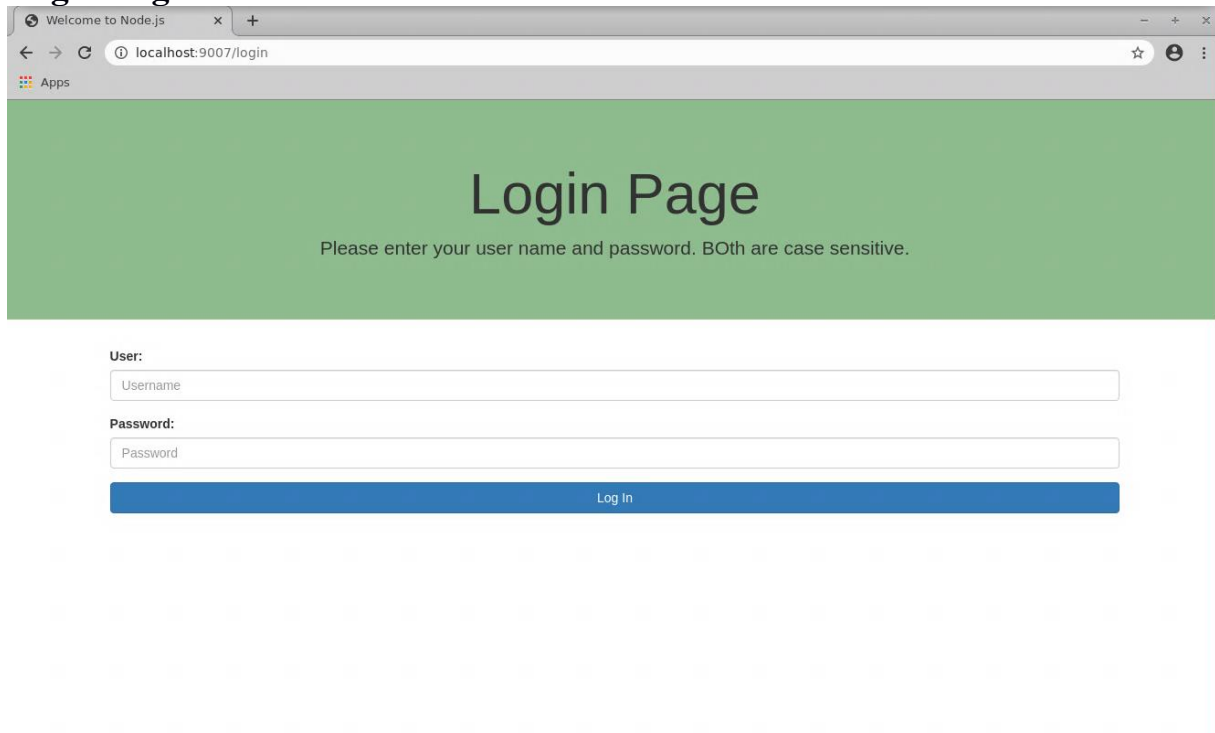 Welcome to Node.js
localhost:9007/login
Apps
Login Page
Please enter your user name and password. BOth are case sensitive.
User:
Username
Password:
Password
Log In